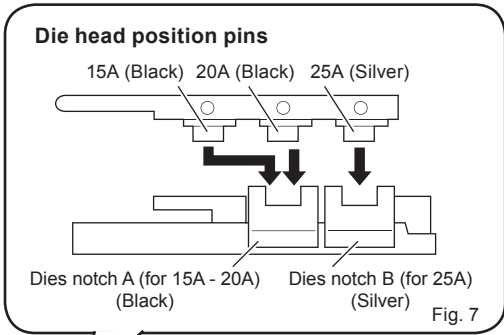 Die head position pins
15A (Black) 20A (Black) 25A (Silver)
Dies notch A (for 15A - 20A) Dies notch B (for 25A)
(Black) (Silver)
Fig. 7